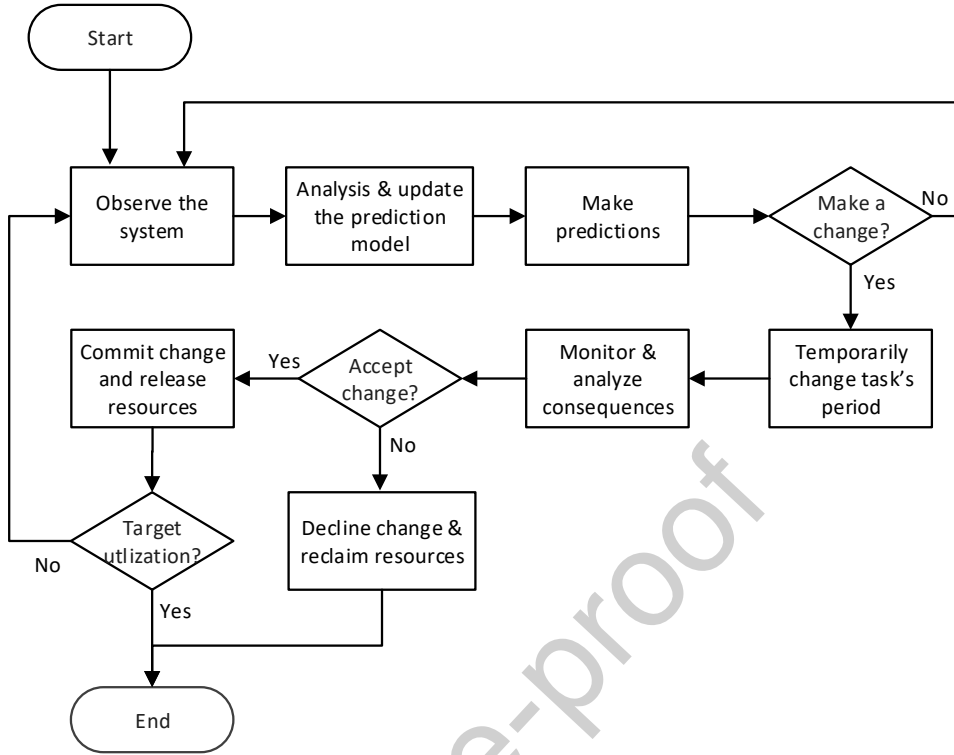 Start
Observe the
system
Analysis & update
the prediction
model
Make
predictions
Make a
change?
No
Yes
Temporarily
change task's
period
Monitor &
analyze
consequences
Accept
change?
Yes
No
Commit change
and release
resources
Decline change &
reclaim resources
Target
utlization?
No
Yes
End
e-proof